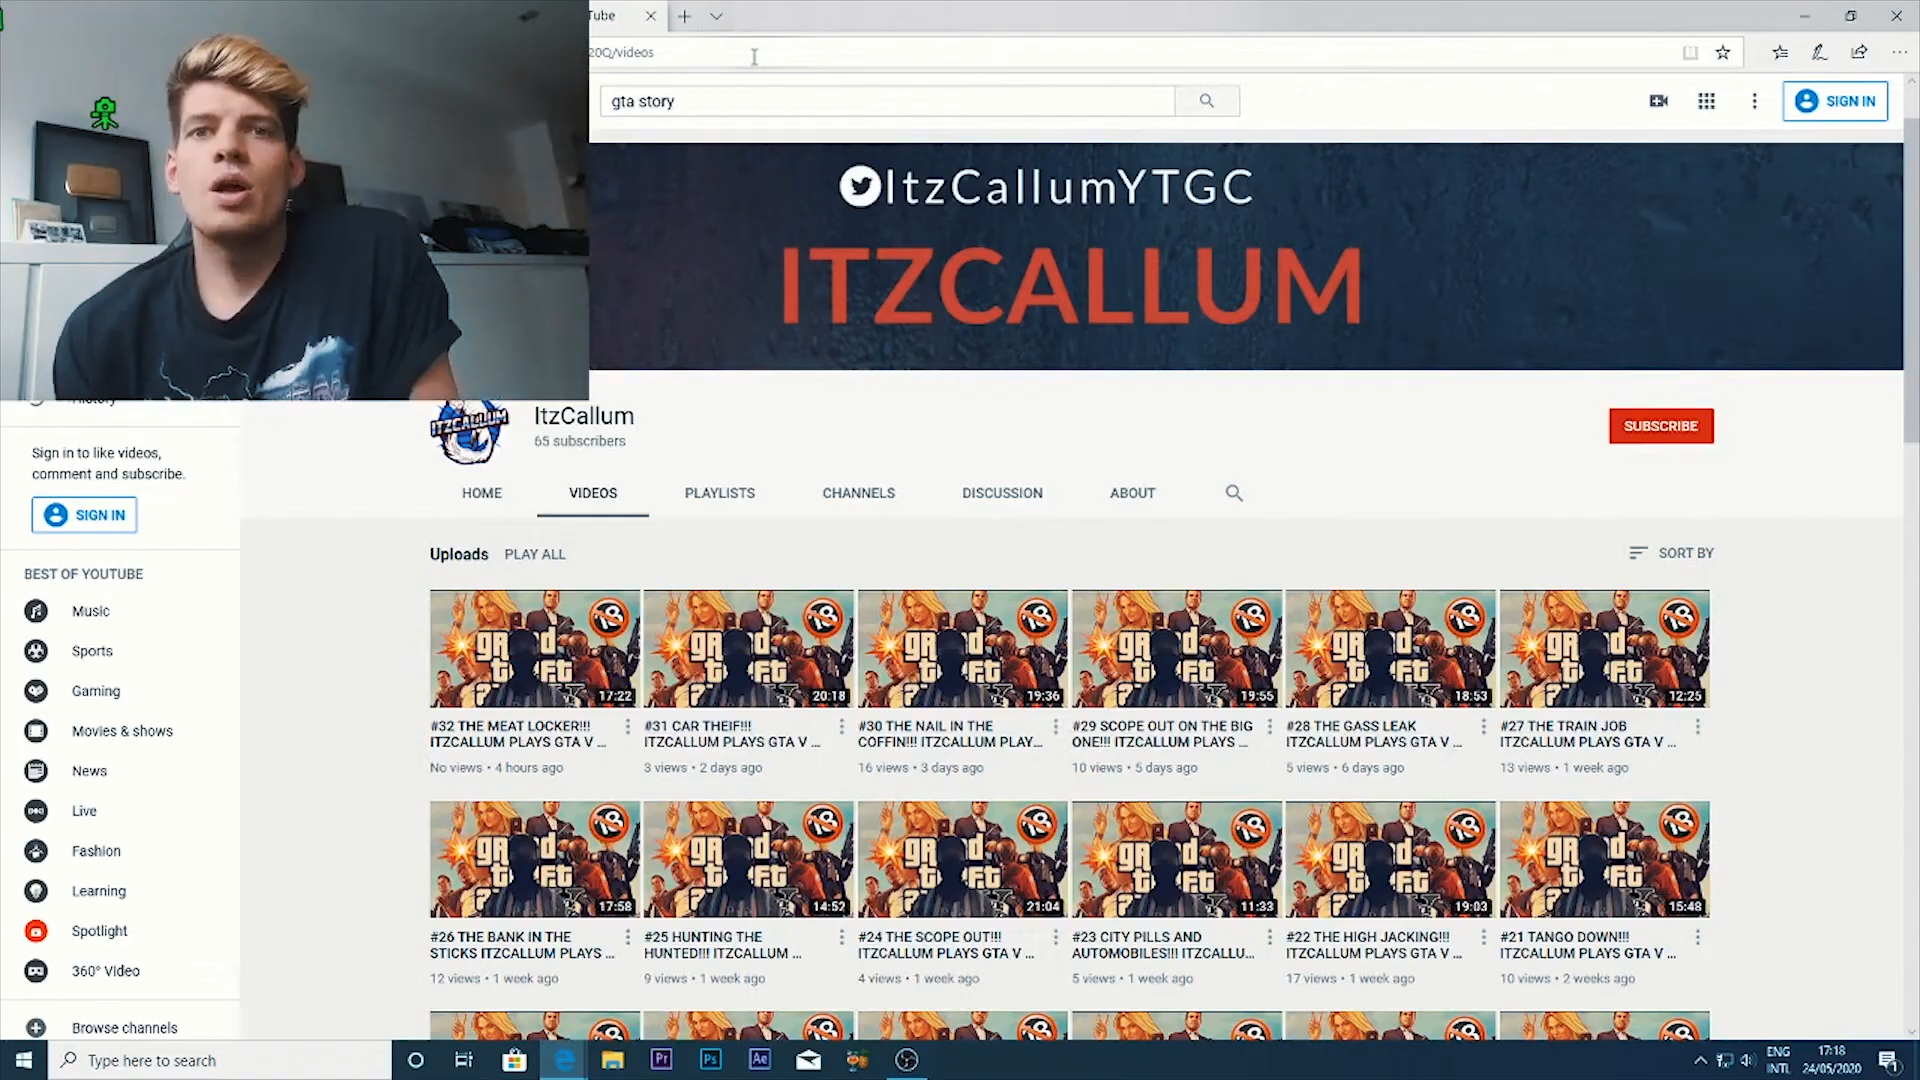 Tube
20Q/videos
gta story
SIGN IN
ItzCallumYTGC
ITZCALLUM
ITZCALLUM
ItzCallum
65 subscribers
SUBSCRIBE
Sign in to like videos,
comment and subscribe.
SIGN IN
HOME
VIDEOS
PLAYLISTS
CHANNELS
DISCUSSION
ABOUT
Uploads
PLAY ALL
SORT BY
BEST OF YOUTUBE
Music
Sports
Gaming
Movies & shows
News
Live
Fashion
Learning
Spotlight
360° Video
Browse channels
17:22
20:18
19:36
19:55
18:53
12:25
#32 THE MEAT LOCKER!!!
ITZCALLUM PLAYS GTA V ...
No views • 4 hours ago
#31 CAR THEIF!!!
ITZCALLUM PLAYS GTA V ...
3 views • 2 days ago
#30 THE NAIL IN THE
COFFIN!!! ITZCALLUM PLAY...
16 views • 3 days ago
#29 SCOPE OUT ON THE BIG
ONE!!! ITZCALLUM PLAYS ...
10 views • 5 days ago
#28 THE GASS LEAK
ITZCALLUM PLAYS GTA V ...
5 views • 6 days ago
#27 THE TRAIN JOB
ITZCALLUM PLAYS GTA V ...
13 views • 1 week ago
17:58
14:52
21:04
11:33
19:03
15:48
#26 THE BANK IN THE
STICKS ITZCALLUM PLAYS ...
12 views • 1 week ago
#25 HUNTING THE
HUNTED!!! ITZCALLUM ...
9 views • 1 week ago
#24 THE SCOPE OUT!!!
ITZCALLUM PLAYS GTA V ...
4 views • 1 week ago
#23 CITY PILLS AND
AUTOMOBILES!!! ITZCALLU...
5 views • 1 week ago
#22 THE HIGH JACKING!!!
ITZCALLUM PLAYS GTA V ...
17 views • 1 week ago
#21 TANGO DOWN!!!
ITZCALLUM PLAYS GTA V ...
10 views • 2 weeks ago
Type here to search
Pr
Ps
Ae
ENG
INTL
17:18
24/05/2020